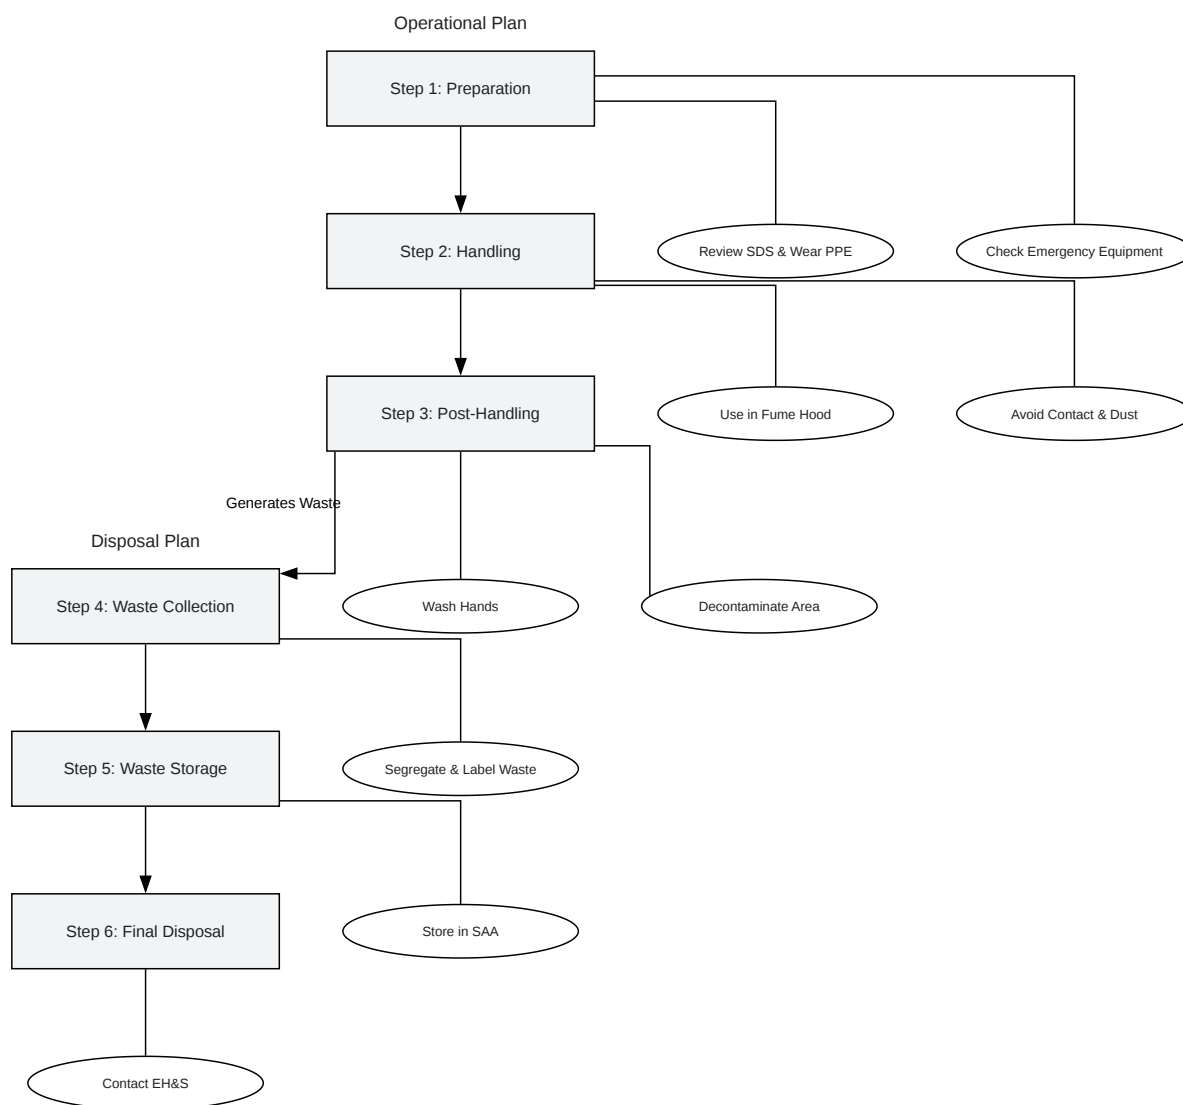 Operational Plan
Step 1: Preparation
Step 2: Handling
Review SDS & Wear PPE
Check Emergency Equipment
Step 3: Post-Handling
Use in Fume Hood
Avoid Contact & Dust
Generates Waste
Disposal Plan
Step 4: Waste Collection
Wash Hands
Decontaminate Area
Step 5: Waste Storage
Segregate & Label Waste
Step 6: Final Disposal
Store in SAA
Contact EH&S